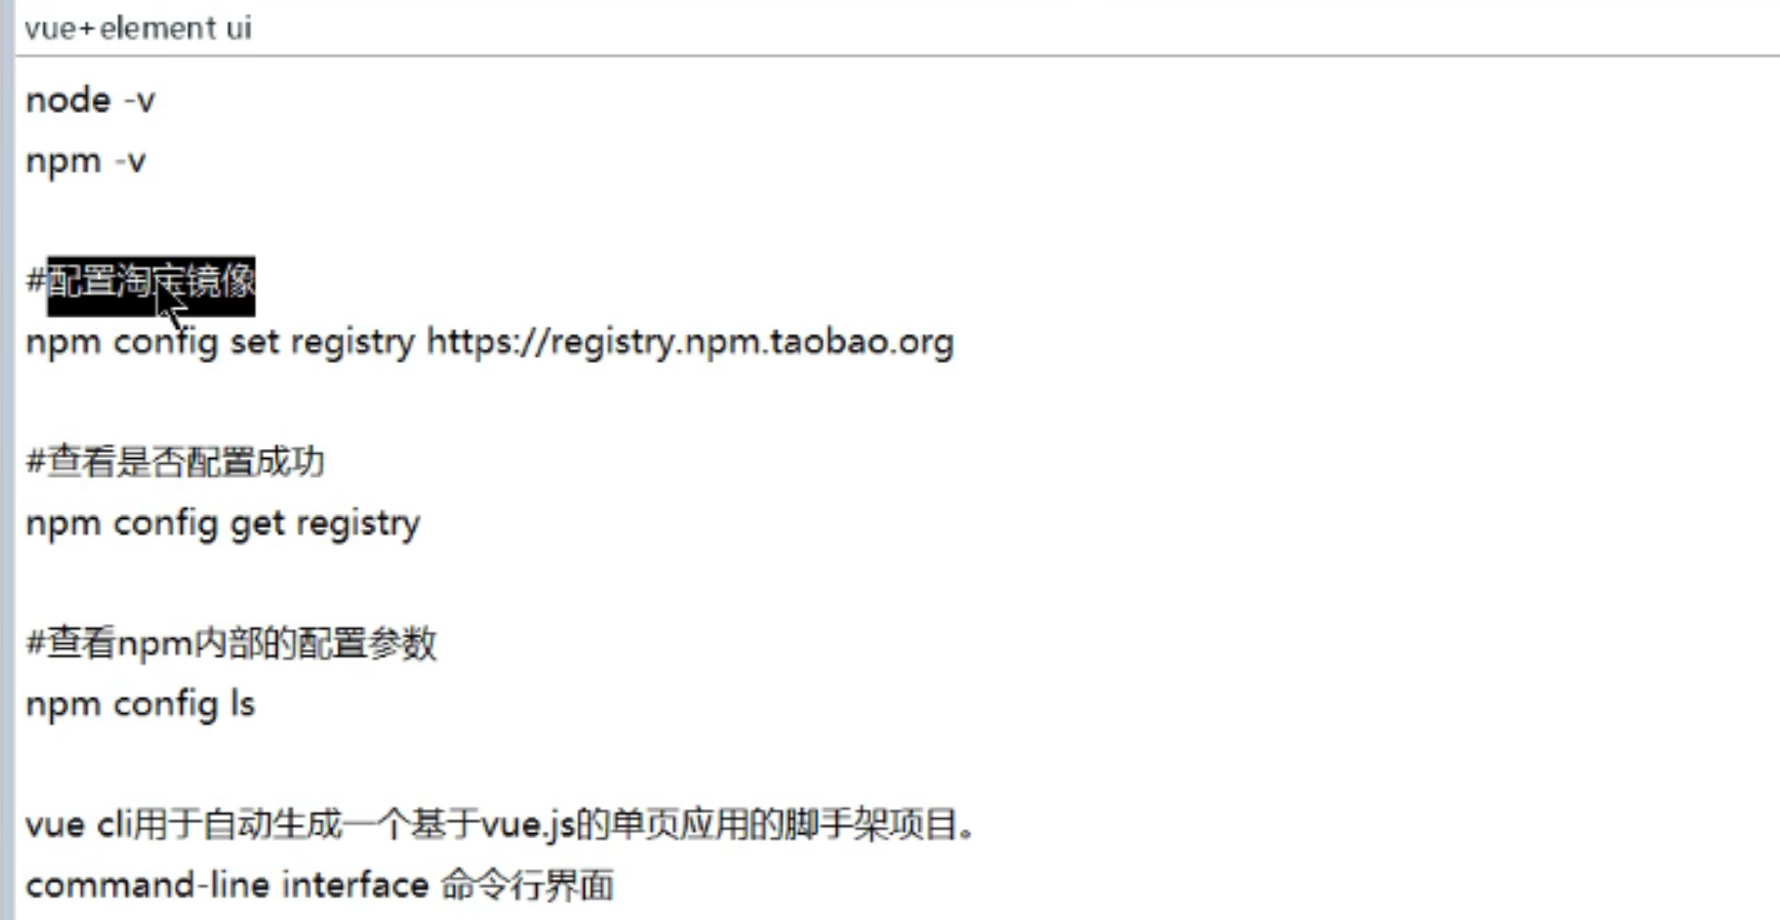 vue+element ui
node -v
npm -v
#配置淘宝镜像
npm config set registry https://registry.npm.taobao.org
#查看是否配置成功
npm config get registry
#查看npm内部的配置参数
npm config ls
vue cli用于自动生成一个基于vue.js的单页应用的脚手架项目。
command-line interface 命令行界面